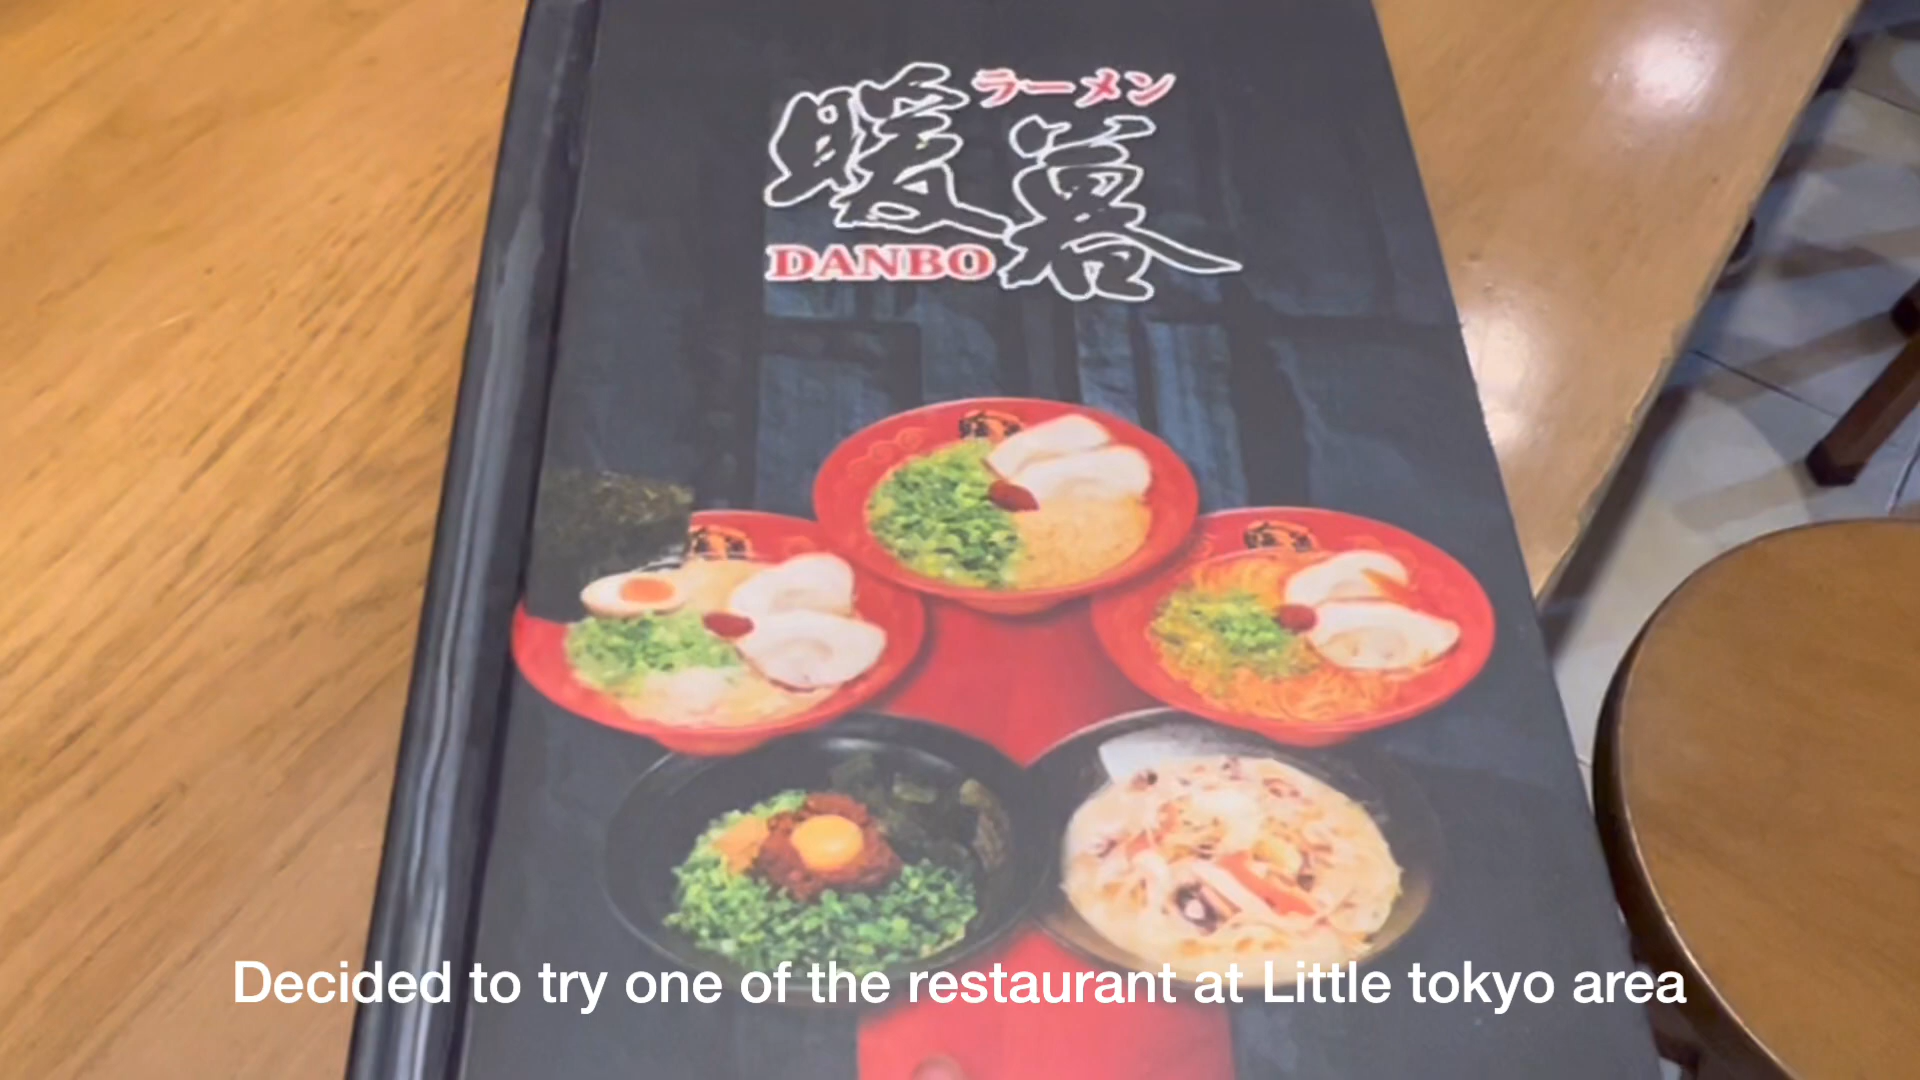 ラーメン
暖暮
DANBO
Decided to try one of the restaurant at Little tokyo area